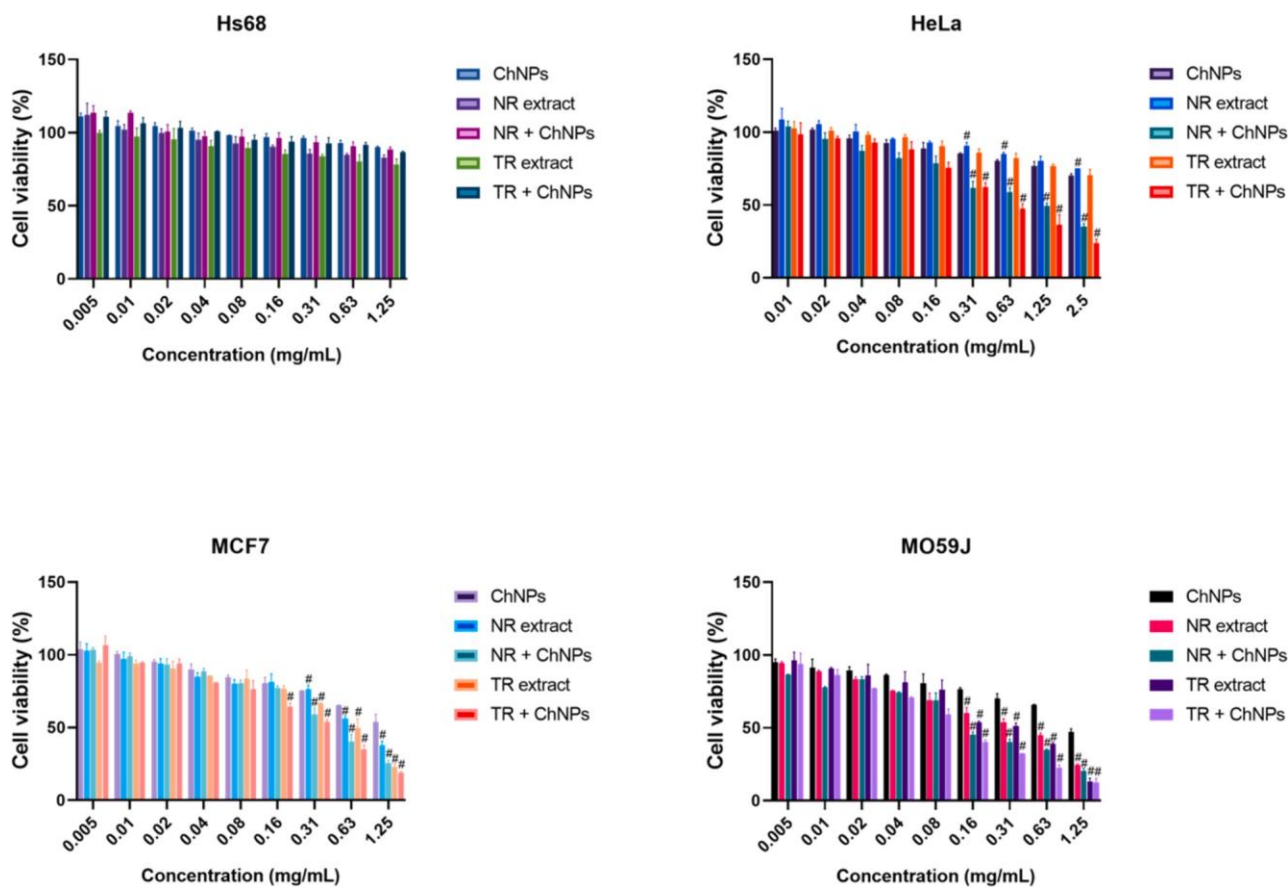 Hs68
Cell viability (%)
150
100
50
0
0.005 0.01 0.02 0.04 0.08 0.16 0.31 0.63 1.25
Concentration (mg/mL)
ChNPs
NR extract
NR + ChNPs
TR extract
TR + ChNPs
HeLa
Cell viability (%)
150
100
50
0
# # # # # # # # # # #
0.01 0.02 0.04 0.08 0.16 0.31 0.63 1.25 2.5
Concentration (mg/mL)
ChNPs
NR extract
NR + ChNPs
TR extract
TR + ChNPs
MCF7
Cell viability (%)
150
100
50
0
# # # # # # # # # # # # #
0.005 0.01 0.02 0.04 0.08 0.16 0.31 0.63 1.25
Concentration (mg/mL)
ChNPs
NR extract
NR + ChNPs
TR extract
TR + ChNPs
MO59J
Cell viability (%)
150
100
50
0
# # # # # # # # # # # # # # # #
0.005 0.01 0.02 0.04 0.08 0.16 0.31 0.63 1.25
Concentration (mg/mL)
ChNPs
NR extract
NR + ChNPs
TR extract
TR + ChNPs